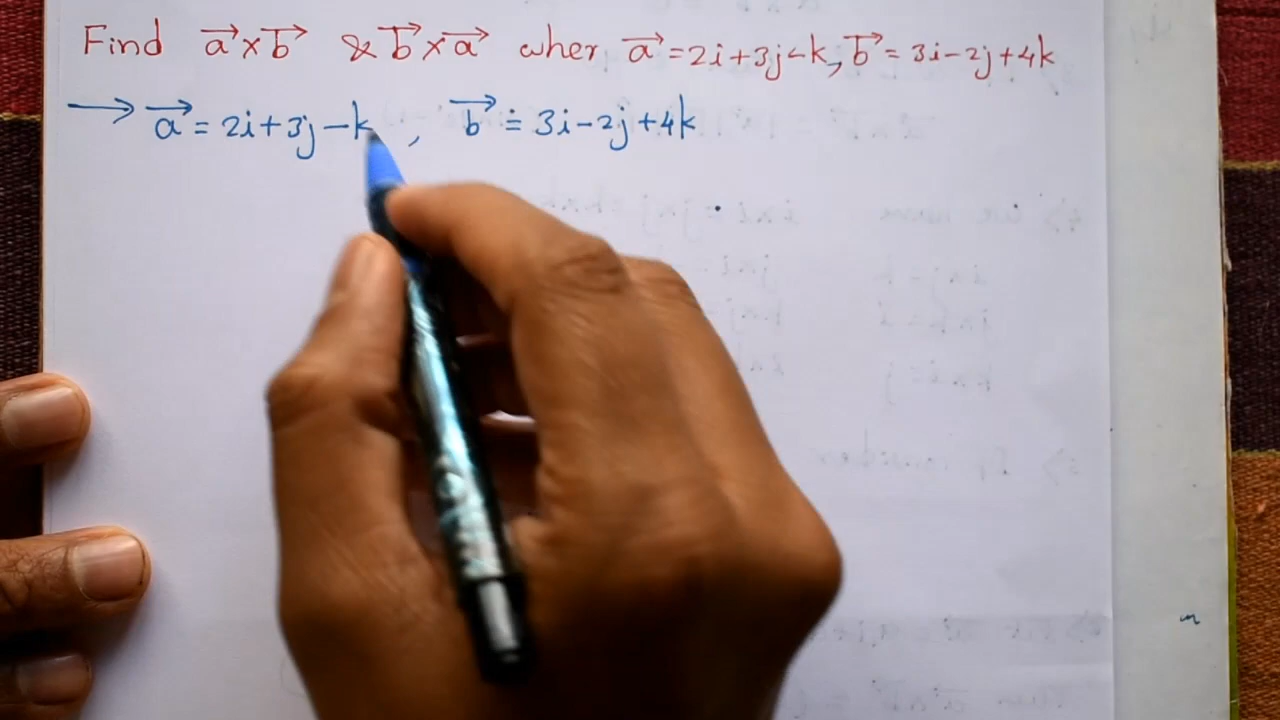 Find a⃗×b⃗ & b⃗×a⃗ wher a⃗=2i+3j-k, b⃗=3i-2j+4k
→ a⃗=2i+3j-k, b⃗=3i-2j+4k